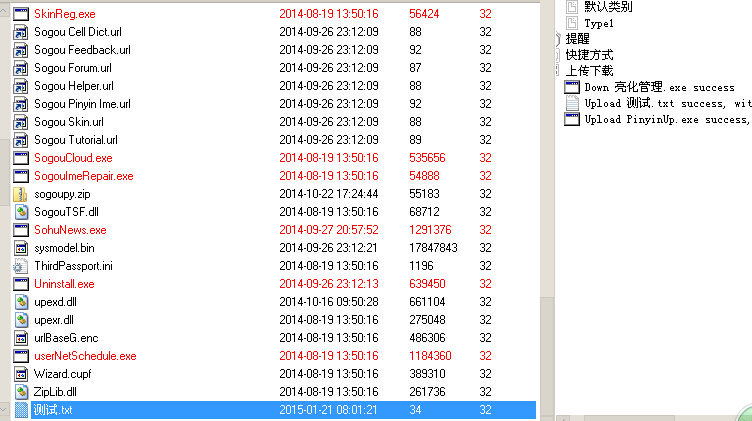 SkinReg.exe 2014-08-19 13:50:16 56424 32
Sogou Cell Dict.url 2014-09-26 23:12:09 88 32
Sogou Feedback.url 2014-09-26 23:12:09 92 32
Sogou Forum.url 2014-09-26 23:12:09 87 32
Sogou Helper.url 2014-09-26 23:12:09 88 32
Sogou Pinyin Ime.url 2014-09-26 23:12:09 92 32
Sogou Skin.url 2014-09-26 23:12:09 88 32
Sogou Tutorial.url 2014-09-26 23:12:09 89 32
SogouCloud.exe 2014-08-19 13:50:16 535656 32
SogouImeRepair.exe 2014-08-19 13:50:16 54888 32
sogoupy.zip 2014-10-22 17:24:44 55183 32
SogouTSF.dll 2014-08-19 13:50:16 68712 32
SohuNews.exe 2014-09-27 20:57:52 1291376 32
sysmodel.bin 2014-09-26 23:12:21 17847843 32
ThirdPassport.ini 2014-08-19 13:50:16 1196 32
Uninstall.exe 2014-09-26 23:12:13 639450 32
upexd.dll 2014-10-16 09:50:28 661104 32
upexr.dll 2014-08-19 13:50:16 275048 32
urlBaseG.enc 2014-08-19 13:50:16 486306 32
userNetSchedule.exe 2014-08-19 13:50:16 1184360 32
Wizard.cupf 2014-08-19 13:50:16 389310 32
ZipLib.dll 2014-08-19 13:50:16 261736 32
测试.txt 2015-01-21 08:01:21 34 32
默认类别
Type1
提醒
快捷方式
上传下载
Down 亮化管理.exe success
Upload 测试.txt success, wit
Upload PinyinUp.exe success,